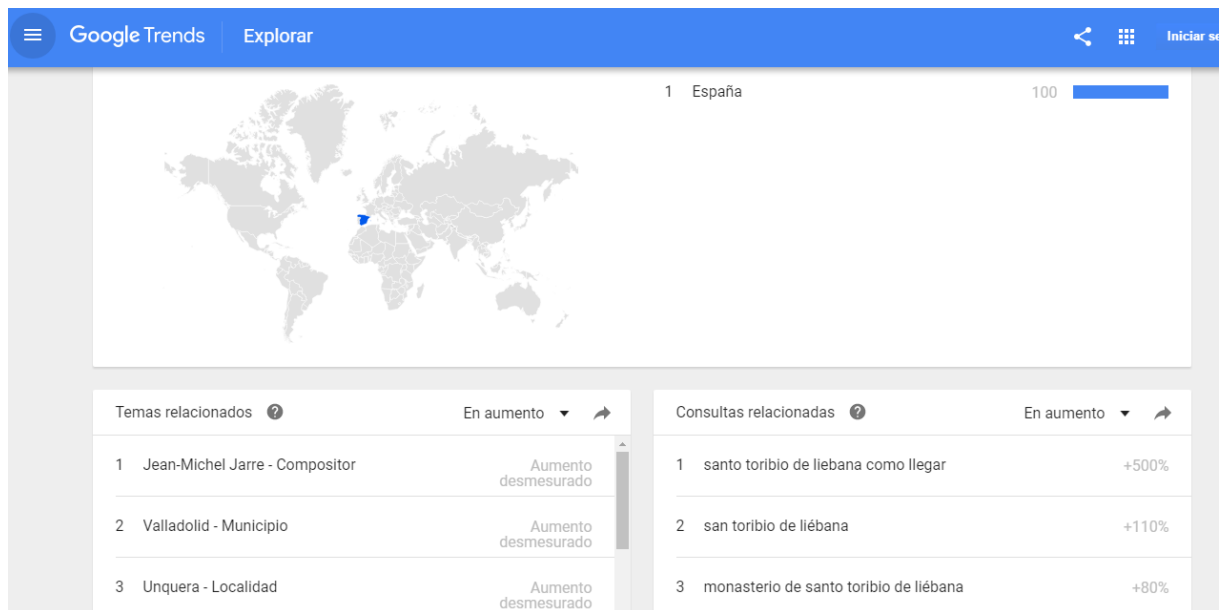 Google Trends Explorar Iniciar se
1 España 100
Temas relacionados En aumento
1 Jean-Michel Jarre - Compositor Aumento
desmesurado
2 Valladolid - Municipio Aumento
desmesurado
3 Unquera - Localidad Aumento
desmesurado
Consultas relacionadas En aumento
1 santo toribio de liebana como llegar +500%
2 san toribio de liébana +110%
3 monasterio de santo toribio de liébana +80%